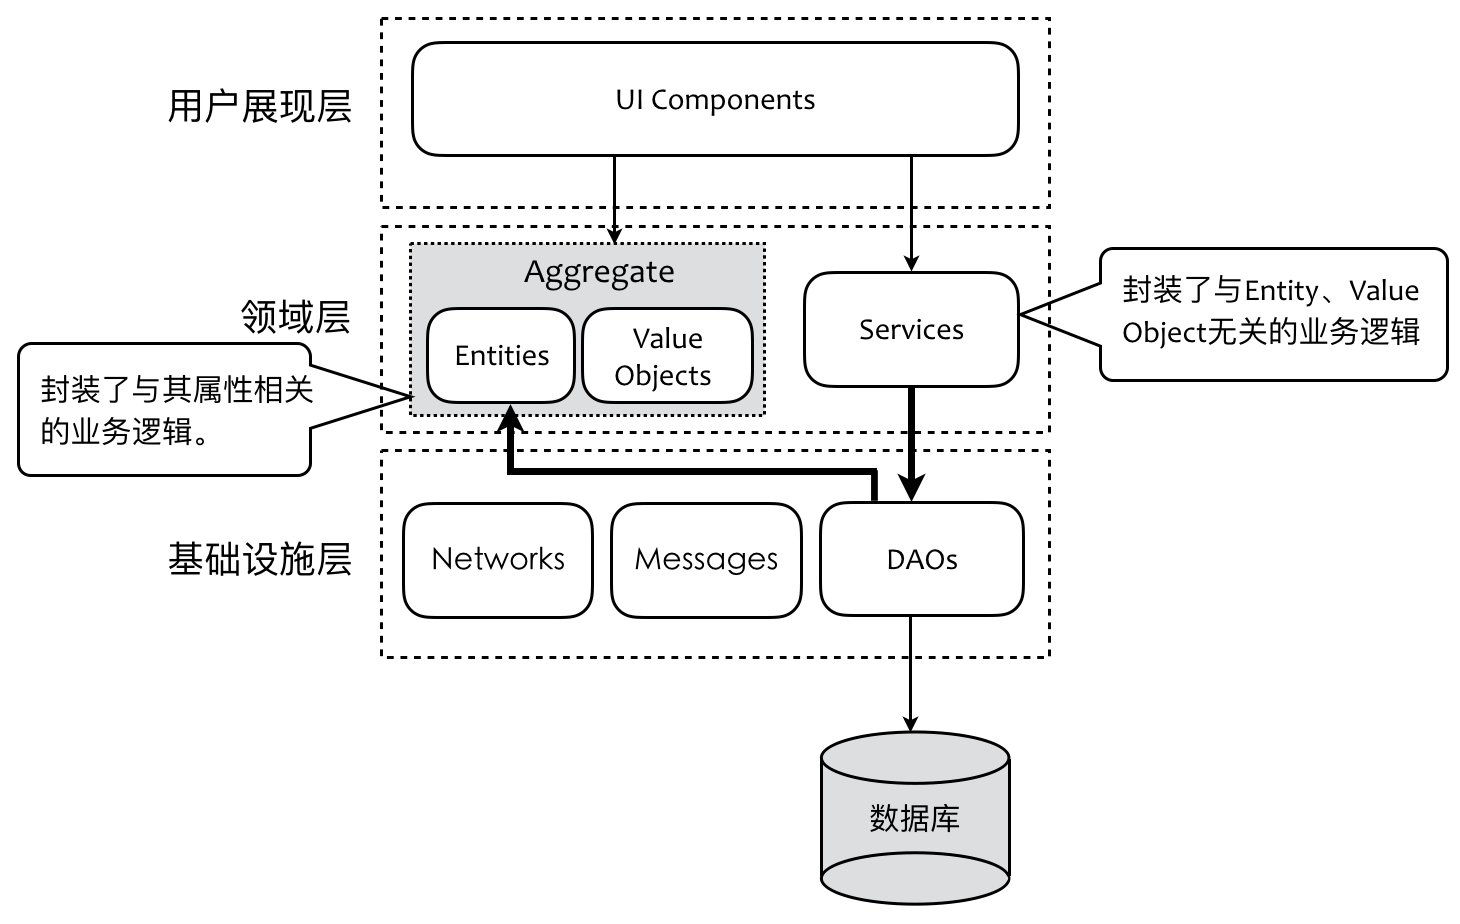 用户展现层
UI Components
领域层
Aggregate
Entities
Value
Objects
Services
封装了与Entity、Value
Object无关的业务逻辑
封装了与其属性相关
的业务逻辑。
基础设施层
Networks
Messages
DAOs
数据库